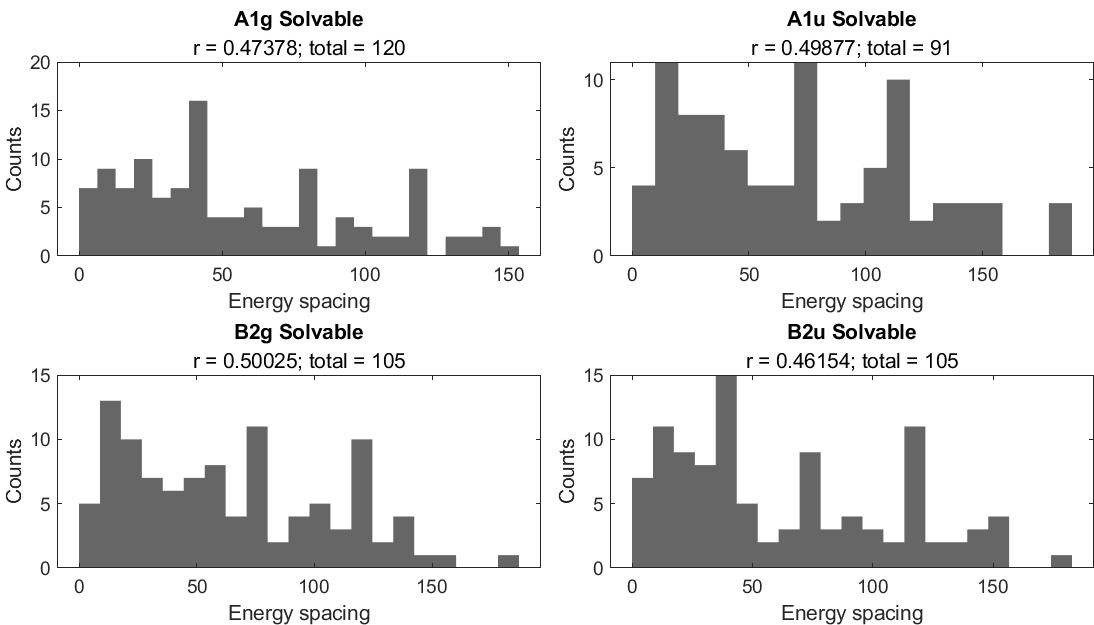 A1g Solvable
r = 0.47378; total = 120
20
15
10
5
0
Counts
0
50
100
150
Energy spacing
A1u Solvable
r = 0.49877; total = 91
10
5
0
Counts
0
50
100
150
Energy spacing
B2g Solvable
r = 0.50025; total = 105
15
10
5
0
Counts
0
50
100
150
Energy spacing
B2u Solvable
r = 0.46154; total = 105
15
10
5
0
Counts
0
50
100
150
Energy spacing